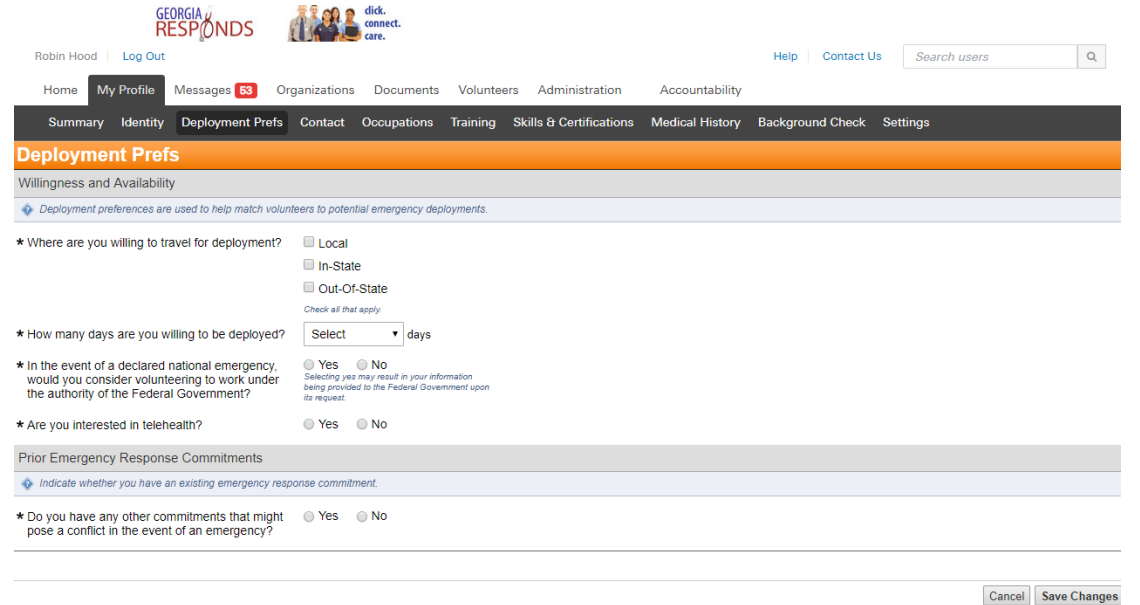 GEORGIA
RESPONDS
click.
connect.
care.
Robin Hood Log Out Help Contact Us Search users
Home My Profile Messages 53 Organizations Documents Volunteers Administration Accountability
Summary Identity Deployment Prefs Contact Occupations Training Skills & Certifications Medical History Background Check Settings
Deployment Prefs
Willingness and Availability
Deployment preferences are used to help match volunteers to potential emergency deployments.
* Where are you willing to travel for deployment? Local
In-State
Out-Of-State
Check all that apply.
* How many days are you willing to be deployed? Select days
* In the event of a declared national emergency, Yes No
would you consider volunteering to work under Selecting yes may result in your information
the authority of the Federal Government? being provided to the Federal Government upon
its request.
* Are you interested in telehealth? Yes No
Prior Emergency Response Commitments
Indicate whether you have an existing emergency response commitment.
* Do you have any other commitments that might Yes No
pose a conflict in the event of an emergency?
Cancel Save Changes